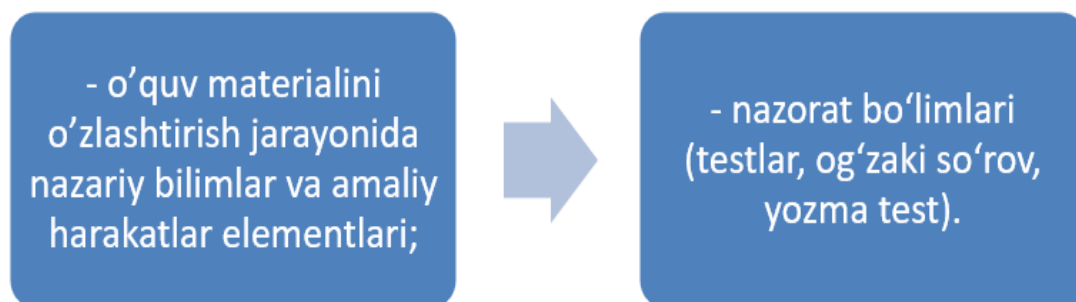 - o’quv materialini
o’zlashtirish jarayonida
nazariy bilimlar va amaliy
harakatlar elementlari;
- nazorat bo‘limlari
(testlar, og‘zaki so‘rov,
yozma test).